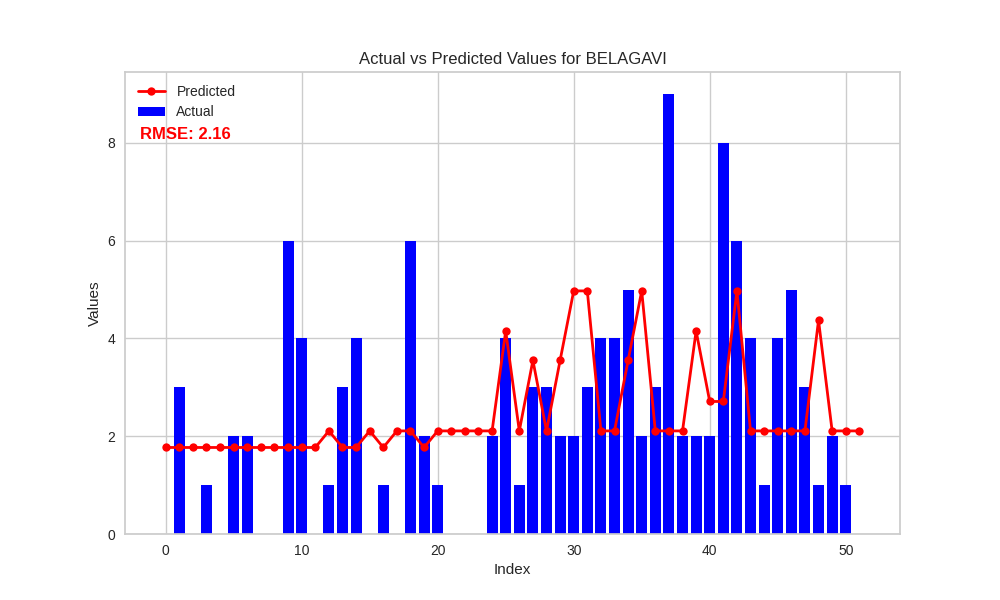 Actual vs Predicted Values for BELAGAVI
Predicted
Actual
RMSE: 2.16
8
6
4
2
0
Values
0 10 20 30 40 50
Index